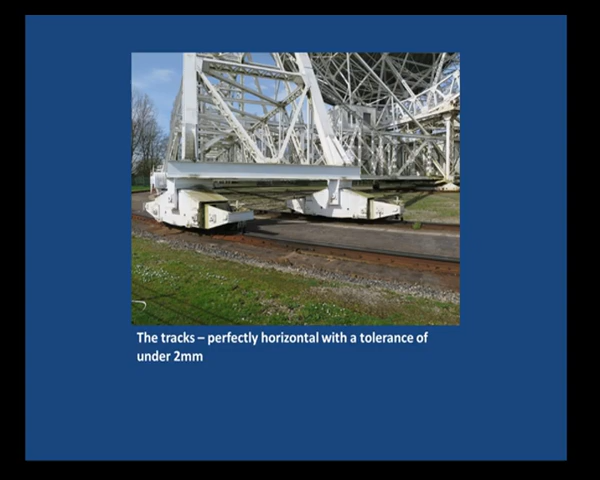 The tracks – perfectly horizontal with a tolerance of
under 2mm